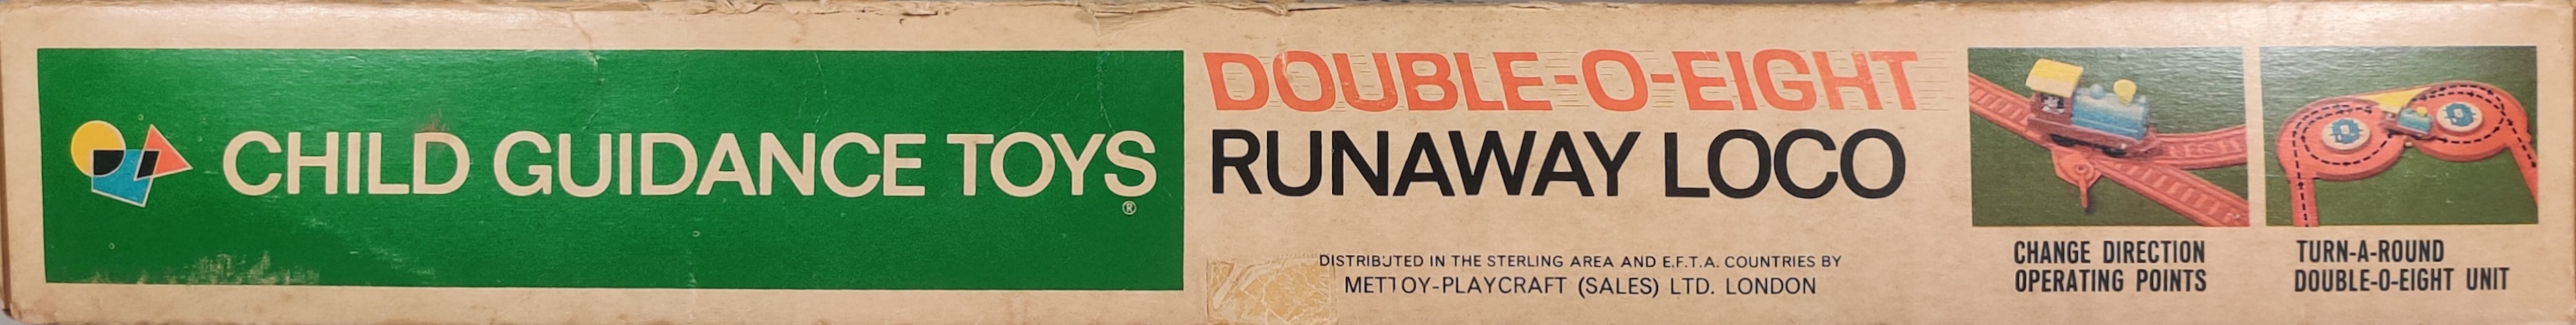 CHILD GUIDANCE TOYS
®
DOUBLE-O-EIGHT
RUNAWAY LOCO
DISTRIBUTED IN THE STERLING AREA AND E.F.T.A. COUNTRIES BY
METTOY-PLAYCRAFT (SALES) LTD. LONDON
CHANGE DIRECTION
OPERATING POINTS
TURN-A-ROUND
DOUBLE-O-EIGHT UNIT